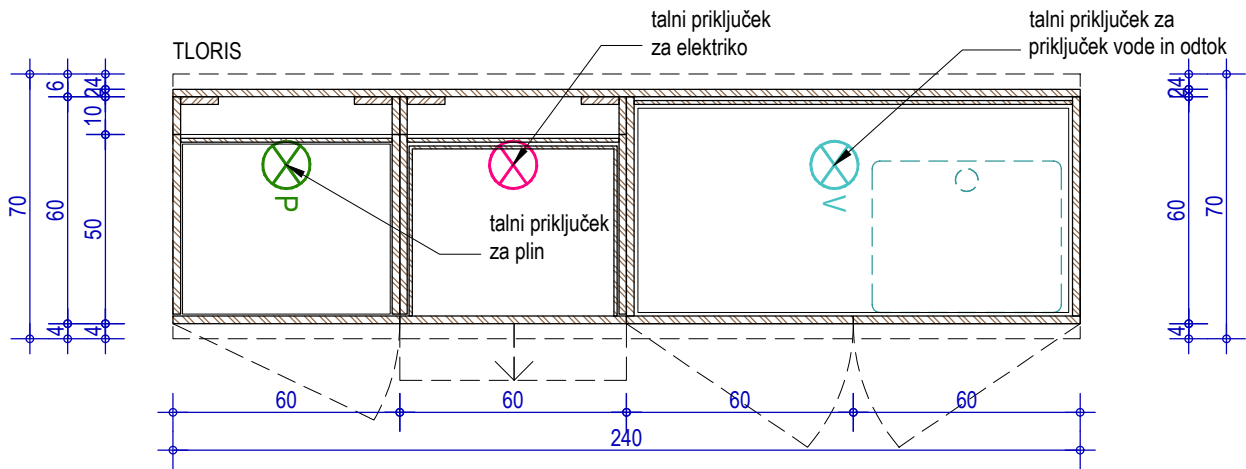 talni priključek
za elektriko
talni priključek za
priključek vode in odtok
TLORIS
6
24
10
70
60
50
4
4
P
talni priključek
za plin
V
24
60
70
4
60
60
60
60
240